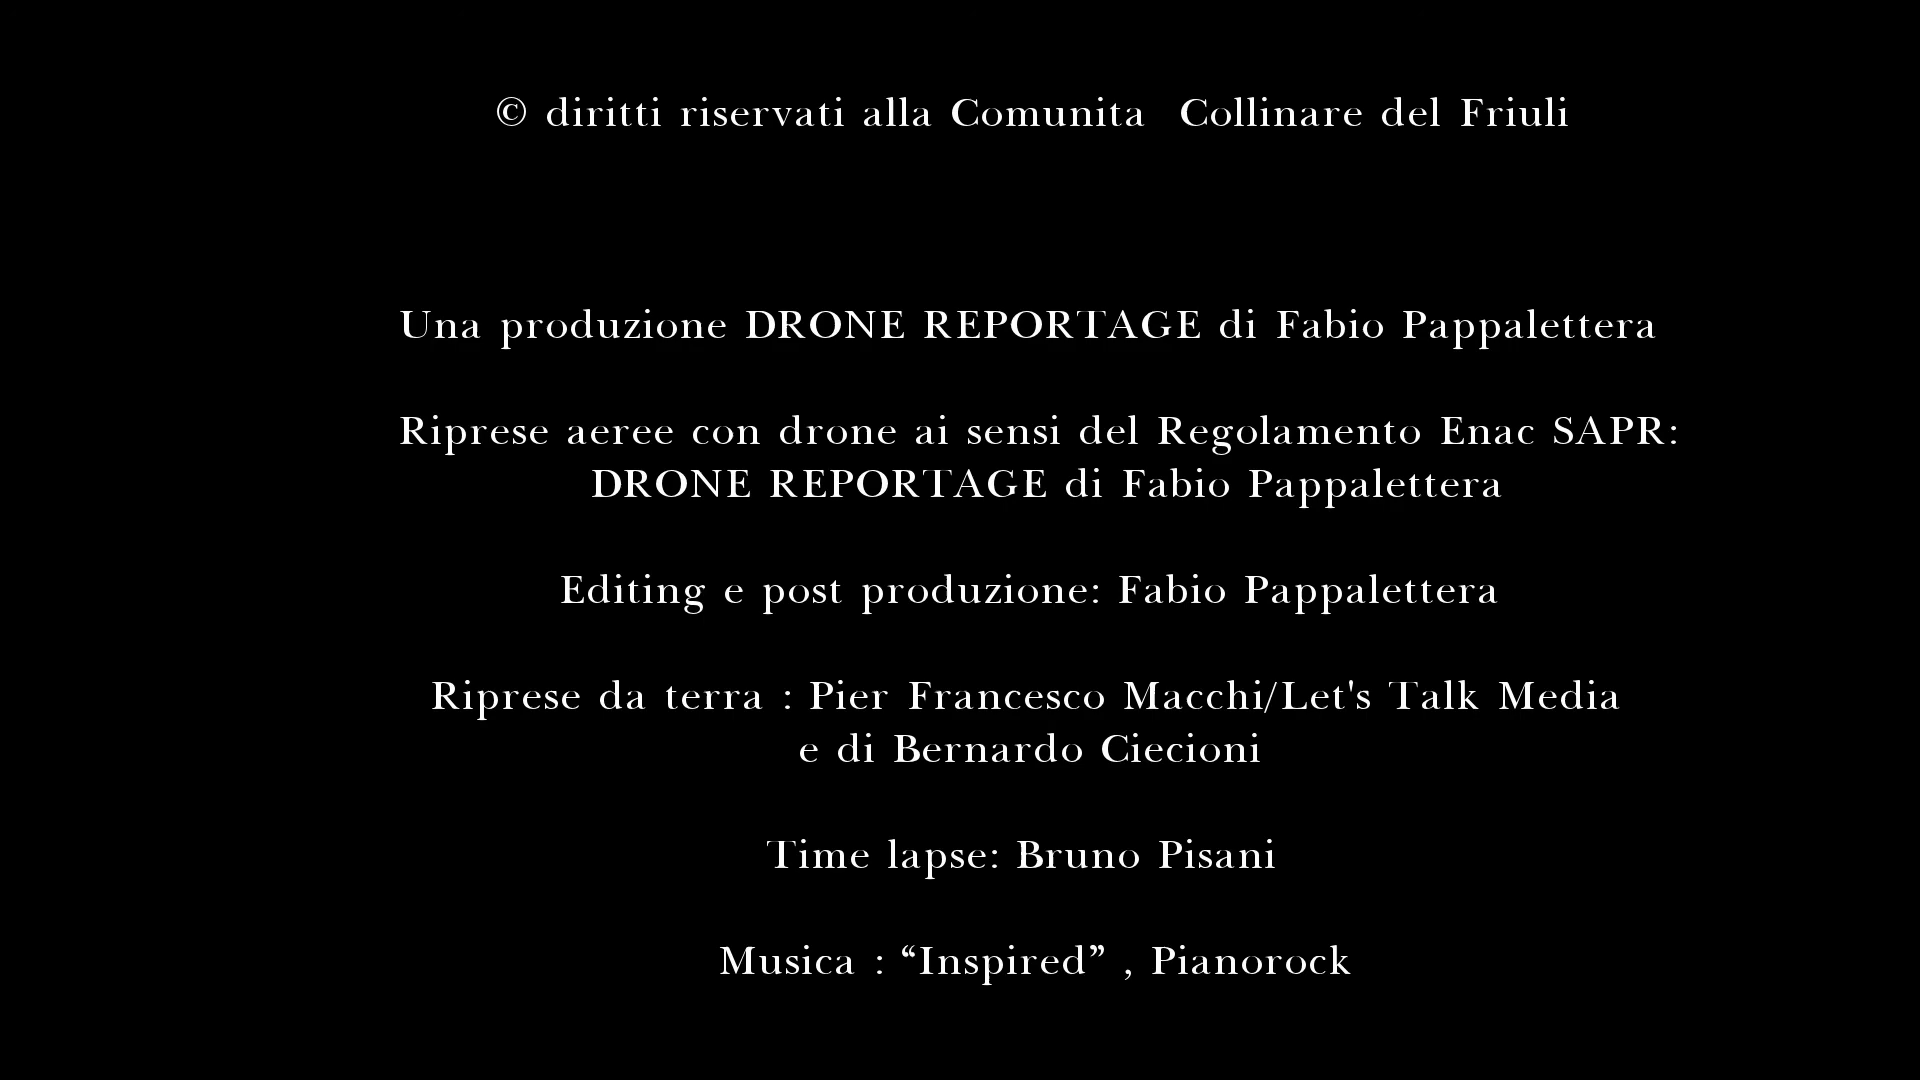 © diritti riservati alla Comunita  Collinare del Friuli
Una produzione DRONE REPORTAGE di Fabio Pappalettera
Riprese aeree con drone ai sensi del Regolamento Enac SAPR:
DRONE REPORTAGE di Fabio Pappalettera
Editing e post produzione: Fabio Pappalettera
Riprese da terra : Pier Francesco Macchi/Let's Talk Media
e di Bernardo Ciecioni
Time lapse: Bruno Pisani
Musica : “Inspired” , Pianorock